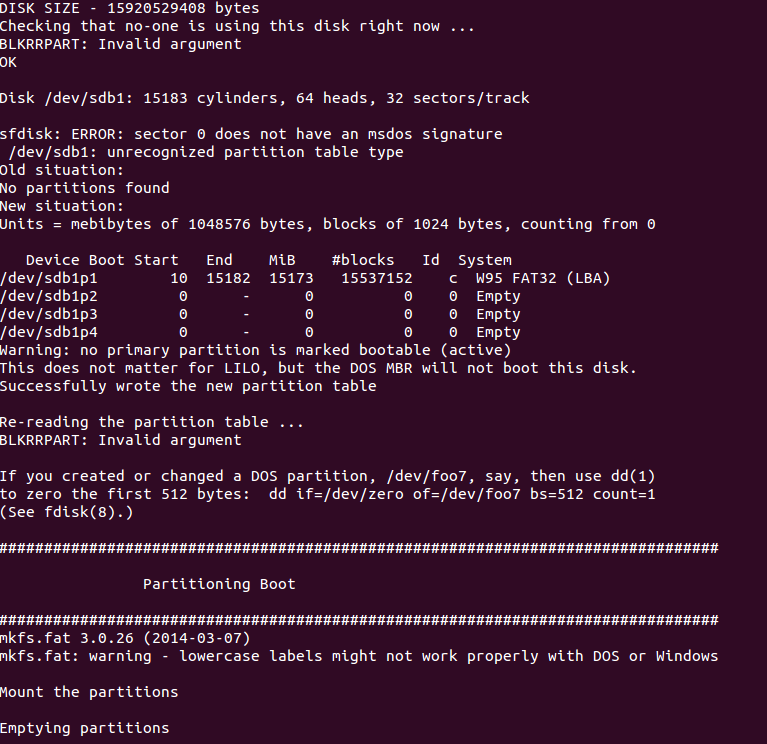 DISK SIZE - 15920529408 bytes
Checking that no-one is using this disk right now ...
BLKRRPART: Invalid argument
OK
Disk /dev/sdb1: 15183 cylinders, 64 heads, 32 sectors/track
sfdisk: ERROR: sector 0 does not have an msdos signature
/dev/sdb1: unrecognized partition table type
Old situation:
No partitions found
New situation:
Units = mebibytes of 1048576 bytes, blocks of 1024 bytes, counting from 0
Device Boot Start End MiB #blocks Id System
/dev/sdb1p1 10 15182 15173 15537152 c W95 FAT32 (LBA)
/dev/sdb1p2 0 - 0 0 0 Empty
/dev/sdb1p3 0 - 0 0 0 Empty
/dev/sdb1p4 0 - 0 0 0 Empty
Warning: no primary partition is marked bootable (active)
This does not matter for LILO, but the DOS MBR will not boot this disk.
Successfully wrote the new partition table
Re-reading the partition table ...
BLKRRPART: Invalid argument
If you created or changed a DOS partition, /dev/foo7, say, then use dd(1)
to zero the first 512 bytes: dd if=/dev/zero of=/dev/foo7 bs=512 count=1
(See fdisk(8).)
################################################################################
Partitioning Boot
################################################################################
mkfs.fat 3.0.26 (2014-03-07)
mkfs.fat: warning - lowercase labels might not work properly with DOS or Windows
Mount the partitions
Emptying partitions